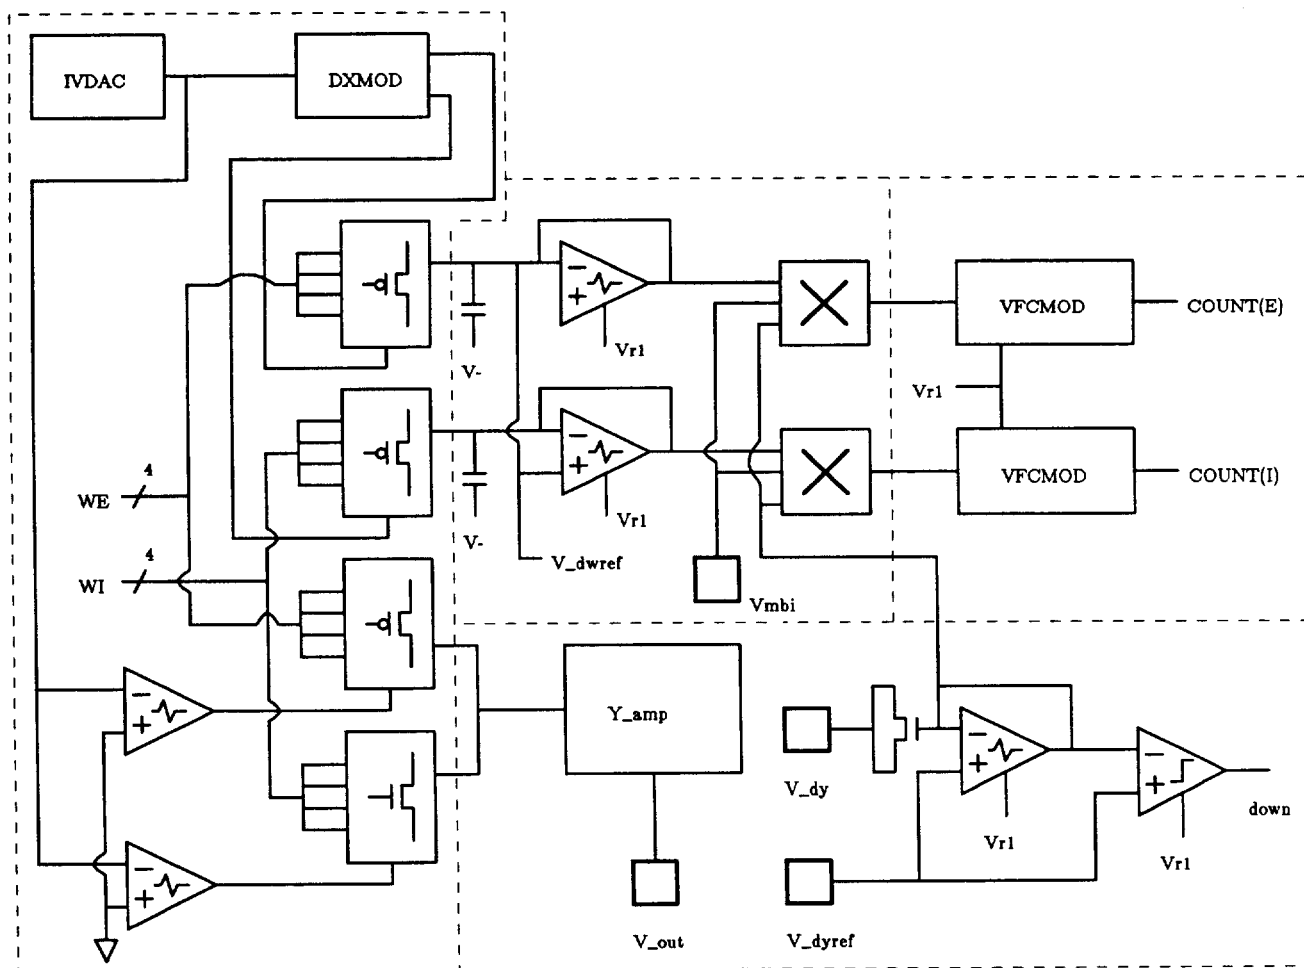 IVDAC
DXMOD
V-
Vr1
VFCMOD
COUNT(E)
Vr1
4
WE
V-
Vr1
VFCMOD
COUNT(I)
4
WI
V_dwref
Vmbi
Y_amp
V_dy
Vr1
down
Vr1
V_out
V_dyref